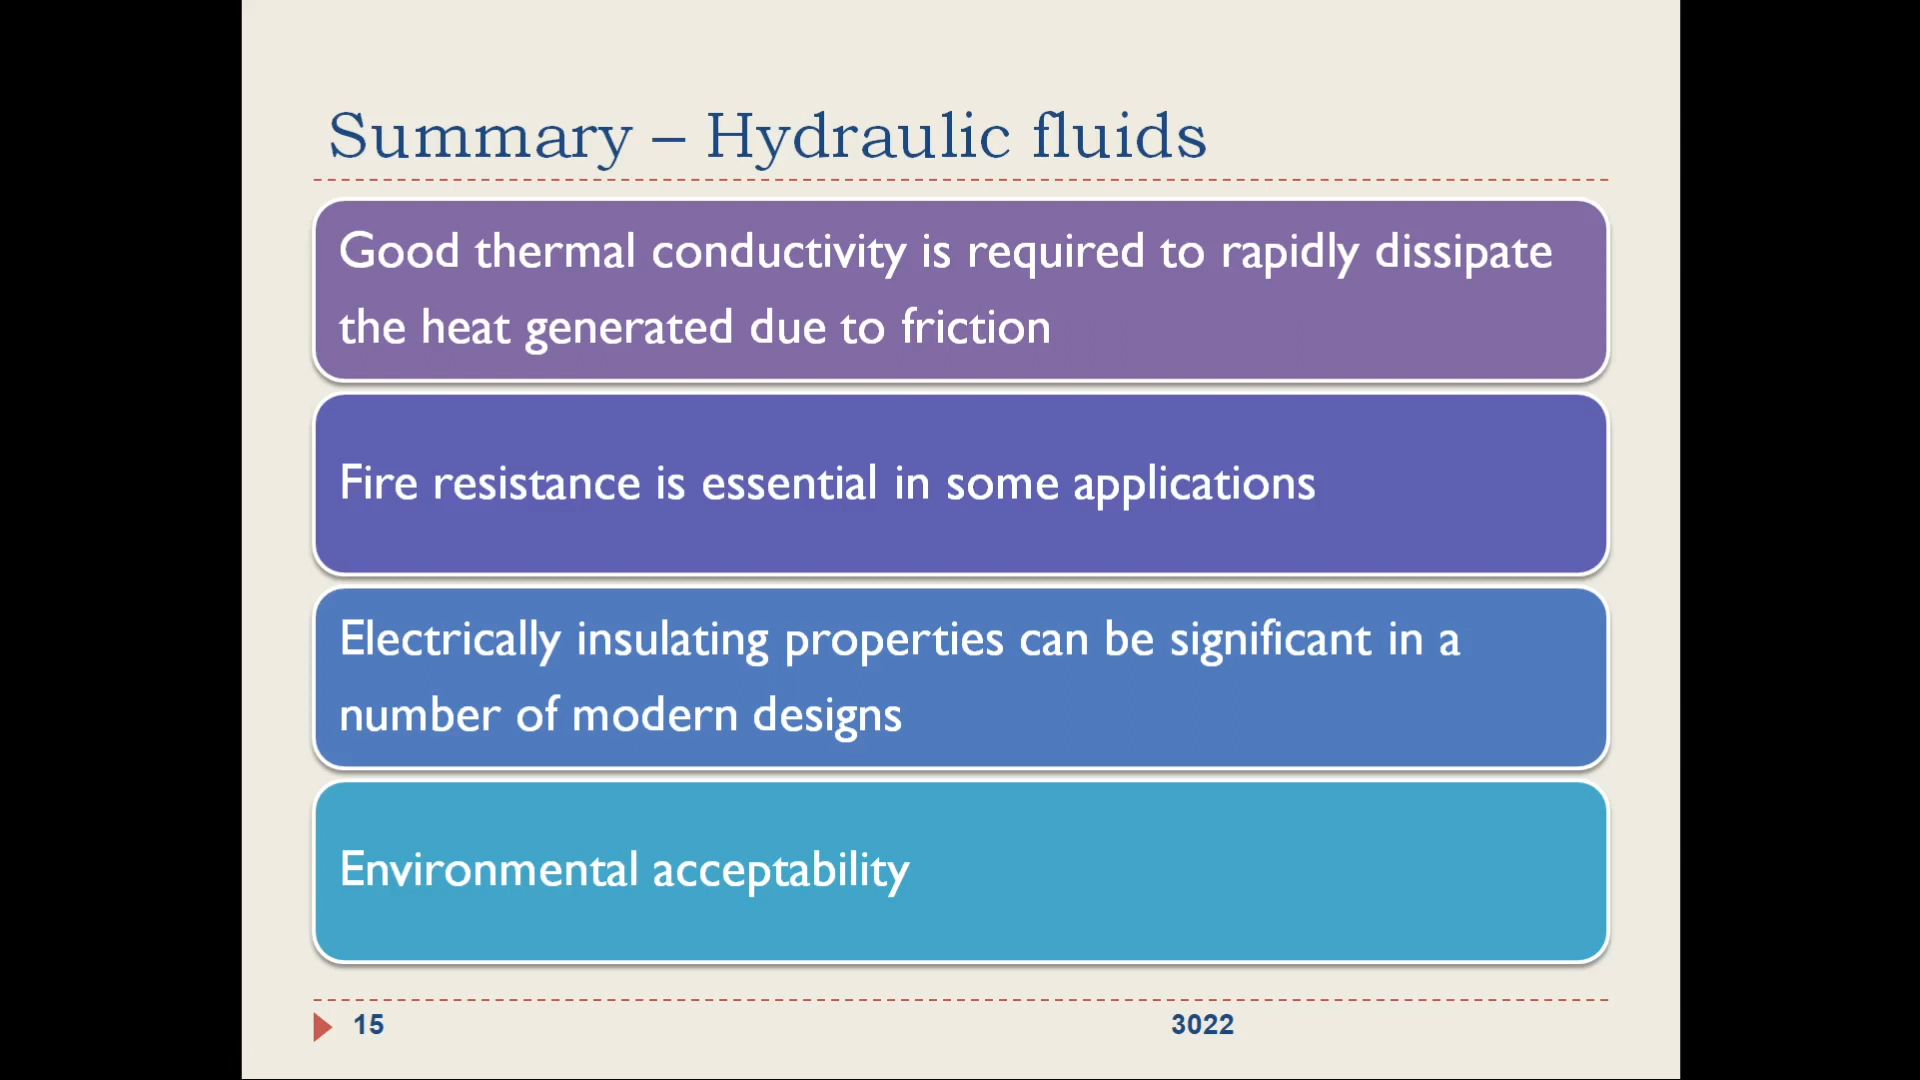 Summary – Hydraulic fluids
Good thermal conductivity is required to rapidly dissipate
the heat generated due to friction
Fire resistance is essential in some applications
Electrically insulating properties can be significant in a
number of modern designs
Environmental acceptability
15
3022